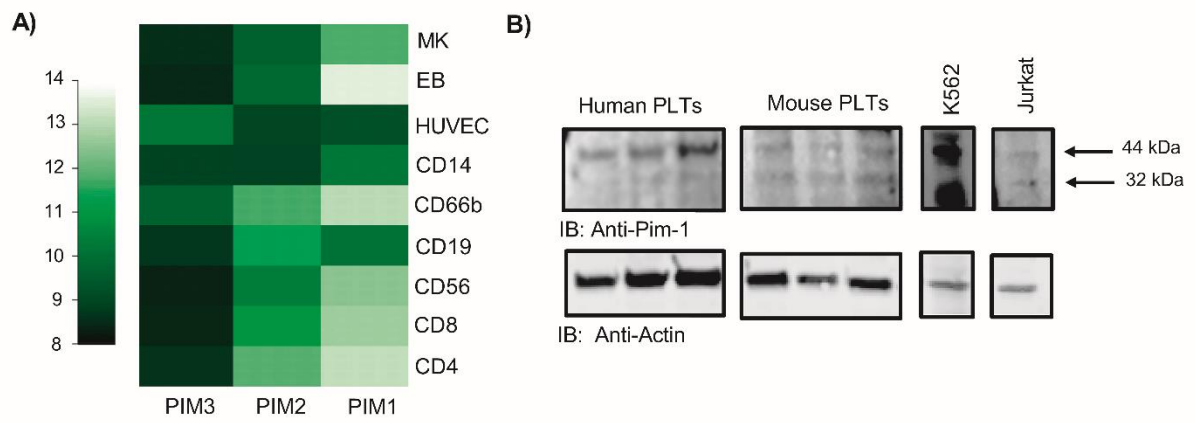 A)
14
13
12
11
10
9
8
MK
EB
HUVEC
CD14
CD66b
CD19
CD56
CD8
CD4
PIM3 PIM2 PIM1
B)
Human PLTs
Mouse PLTs
K562
Jurkat
44 kDa
32 kDa
IB: Anti-Pim-1
IB: Anti-Actin